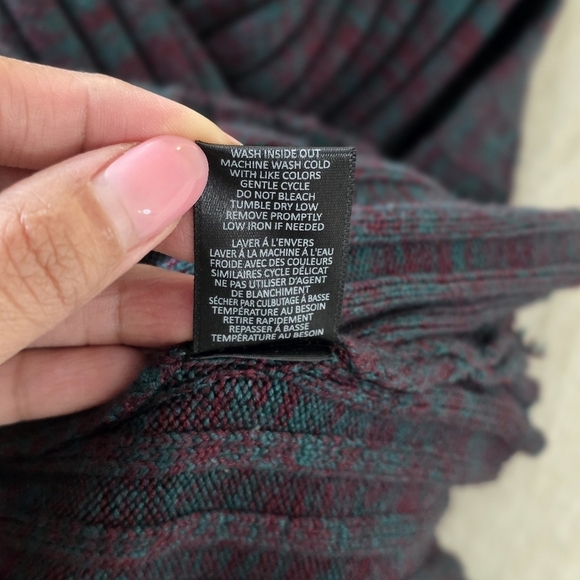 WASH INSIDE OUT
MACHINE WASH COLD
WITH LIKE COLORS
GENTLE CYCLE
DO NOT BLEACH
TUMBLE DRY LOW
REMOVE PROMPTLY
LOW IRON IF NEEDED
LAVER Á L'ENVERS
LAVER Á LA MACHINE Á L'EAU
FROIDE AVEC DES COULEURS
SIMILAIRES CYCLE DÉLICAT
NE PAS UTILISER D'AGENT
DE BLANCHIMENT
SÉCHER PAR CULBUTAGE Á BASSE
TEMPÉRATURE AU BESOIN
RETIRE RAPIDEMENT
REPASSER Á BASSE
TEMPÉRATURE AU BESOIN